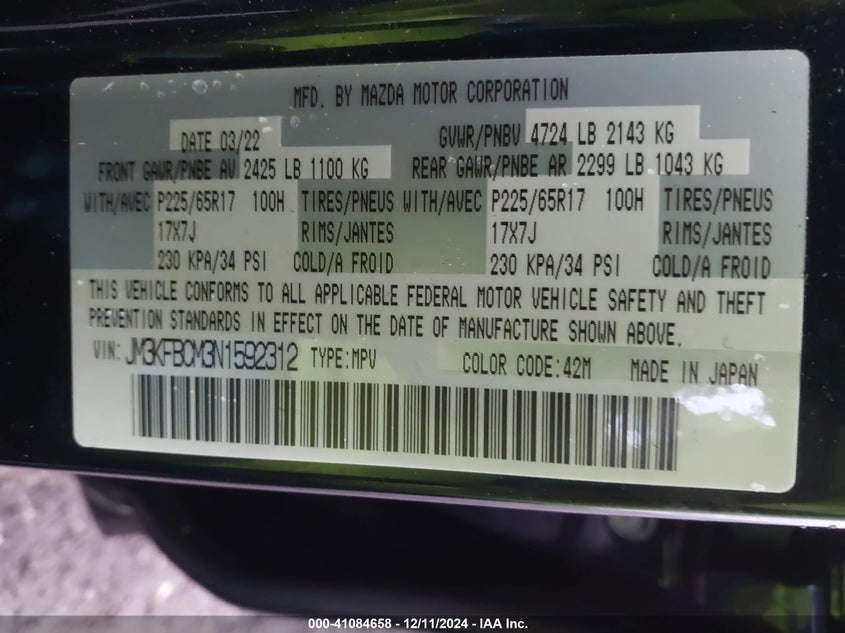 MFD. BY MAZDA MOTOR CORPORATION
DATE 03/22 GVWR/PNBV 4724 LB 2143 KG
FRONT GAWR/PNBE AV 2425 LB 1100 KG REAR GAWR/PNBE AR 2299 LB 1043 KG
WITH/AVEC P225/65R17 100H TIRES/PNEUS WITH/AVEC P225/65R17 100H TIRES/PNEUS
17X7J RIMS/JANTES 17X7J RIMS/JANTES
230 KPA/34 PSI COLD/A FROID 230 KPA/34 PSI COLD/A FROID
THIS VEHICLE CONFORMS TO ALL APPLICABLE FEDERAL MOTOR VEHICLE SAFETY AND THEFT
PREVENTION STANDARDS IN EFFECT ON THE DATE OF MANUFACTURE SHOWN ABOVE.
VIN: JM3KFBCM3N1592312 TYPE:MPV COLOR CODE:42M MADE IN JAPAN
000-41084658 - 12/11/2024 - IAA Inc.